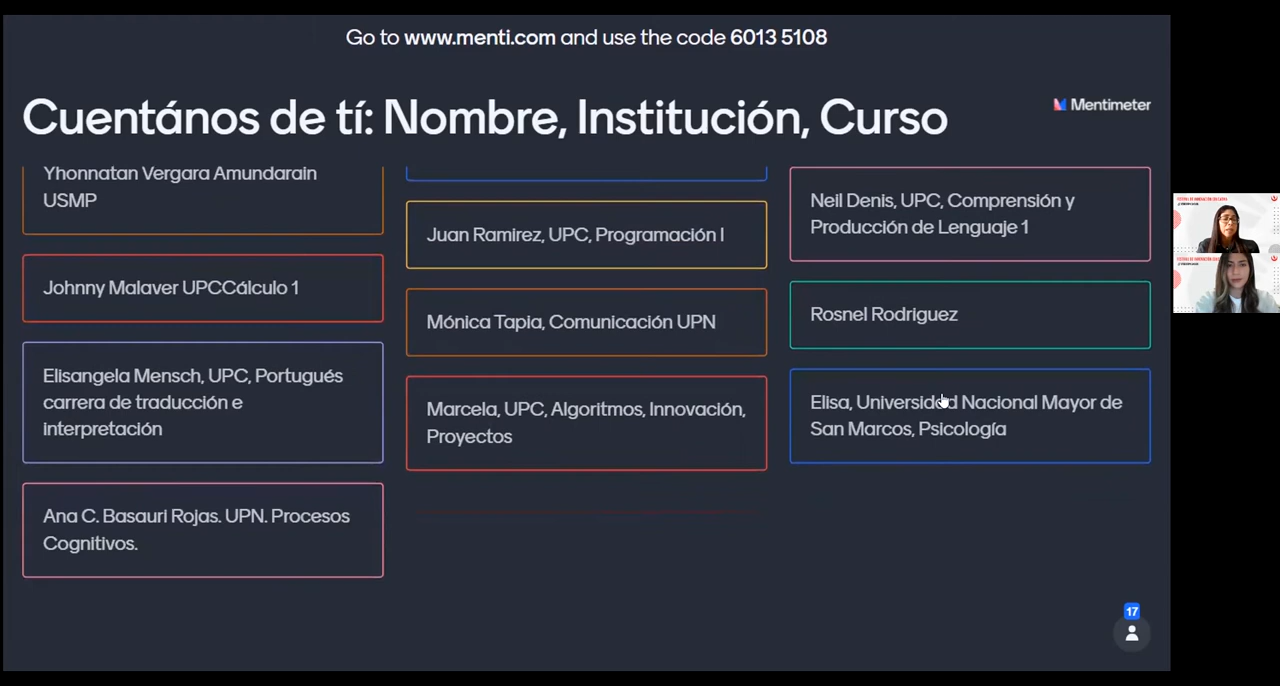 Go to www.menti.com and use the code 6013 5108
Cuentános de tí: Nombre, Institución, Curso
Mentimeter
Yhonnatan Vergara Amundarain
USMP
Johnny Malaver UPCCálculo 1
Elisangela Mensch, UPC, Portugués
carrera de traducción e
interpretación
Ana C. Basauri Rojas. UPN. Procesos
Cognitivos.
Juan Ramirez, UPC, Programación I
Mónica Tapia, Comunicación UPN
Marcela, UPC, Algoritmos, Innovación,
Proyectos
Neil Denis, UPC, Comprensión y
Producción de Lenguaje 1
Rosnel Rodriguez
Elisa, Universidad Nacional Mayor de
San Marcos, Psicología
17